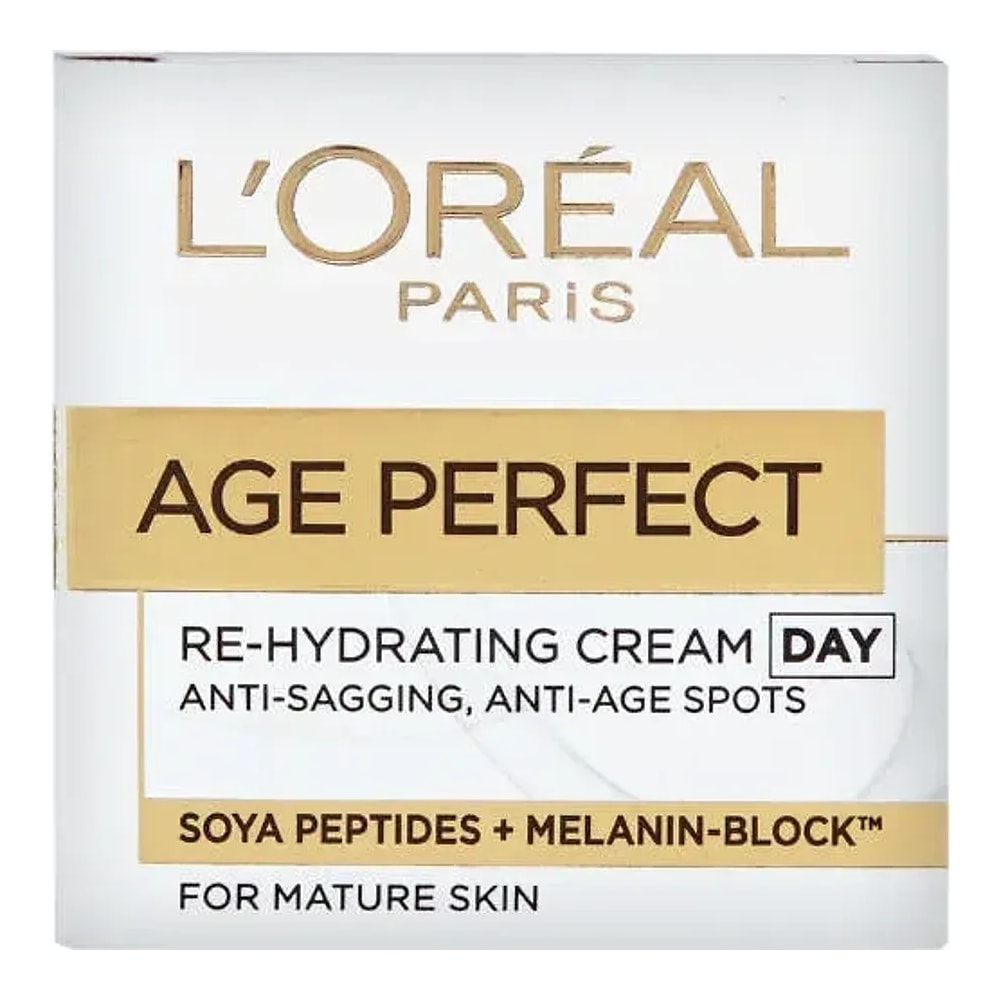 L'ORÉAL
PARiS
AGE PERFECT
RE-HYDRATING CREAM DAY
ANTI-SAGGING, ANTI-AGE SPOTS
SOYA PEPTIDES + MELANIN-BLOCK™
FOR MATURE SKIN